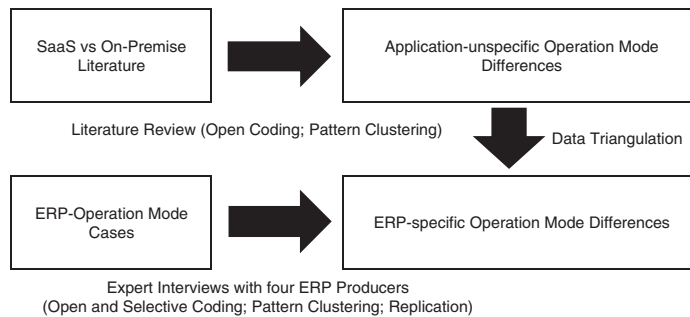 SaaS vs On-Premise
Literature
Application-unspecific Operation Mode
Differences
Literature Review (Open Coding; Pattern Clustering)
Data Triangulation
ERP-Operation Mode
Cases
ERP-specific Operation Mode Differences
Expert Interviews with four ERP Producers
(Open and Selective Coding; Pattern Clustering; Replication)